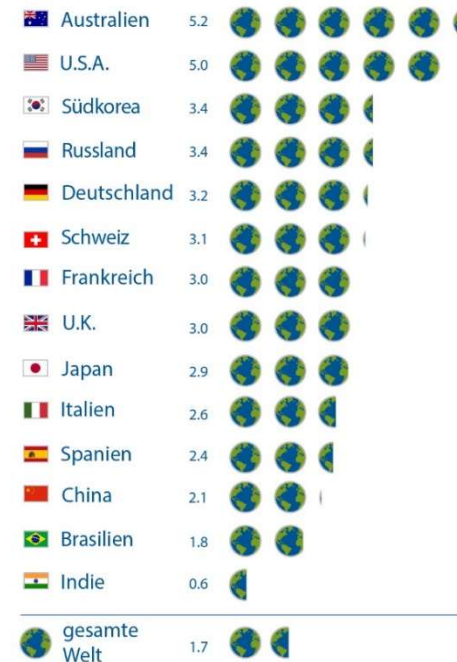 Australien 5.2
U.S.A. 5.0
Südkorea 3.4
Russland 3.4
Deutschland 3.2
Schweiz 3.1
Frankreich 3.0
U.K. 3.0
Japan 2.9
Italien 2.6
Spanien 2.4
China 2.1
Brasilien 1.8
Indie 0.6
gesamte
Welt 1.7